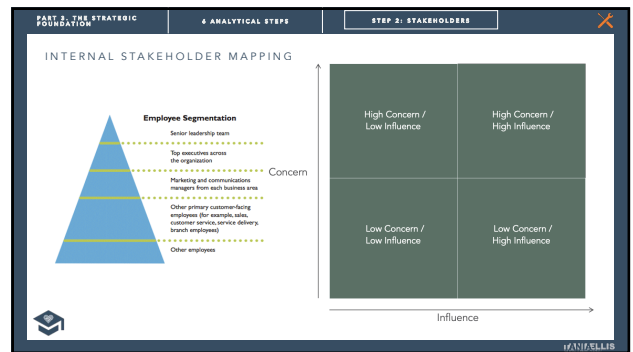 PART 3. THE STRATEGIC
FOUNDATION
6 ANALYTICAL STEPS
STEP 2: STAKEHOLDERS
INTERNAL STAKEHOLDER MAPPING
Employee Segmentation
Senior leadership team
Top executives across
the organization
Marketing and communications
managers from each business area
Other primary customer-facing
employees (for example, sales,
customer service, service delivery,
branch employees)
Other employees
Concern
High Concern /
Low Influence
High Concern /
High Influence
Low Concern /
Low Influence
Low Concern /
High Influence
Influence
TANIAELLIS